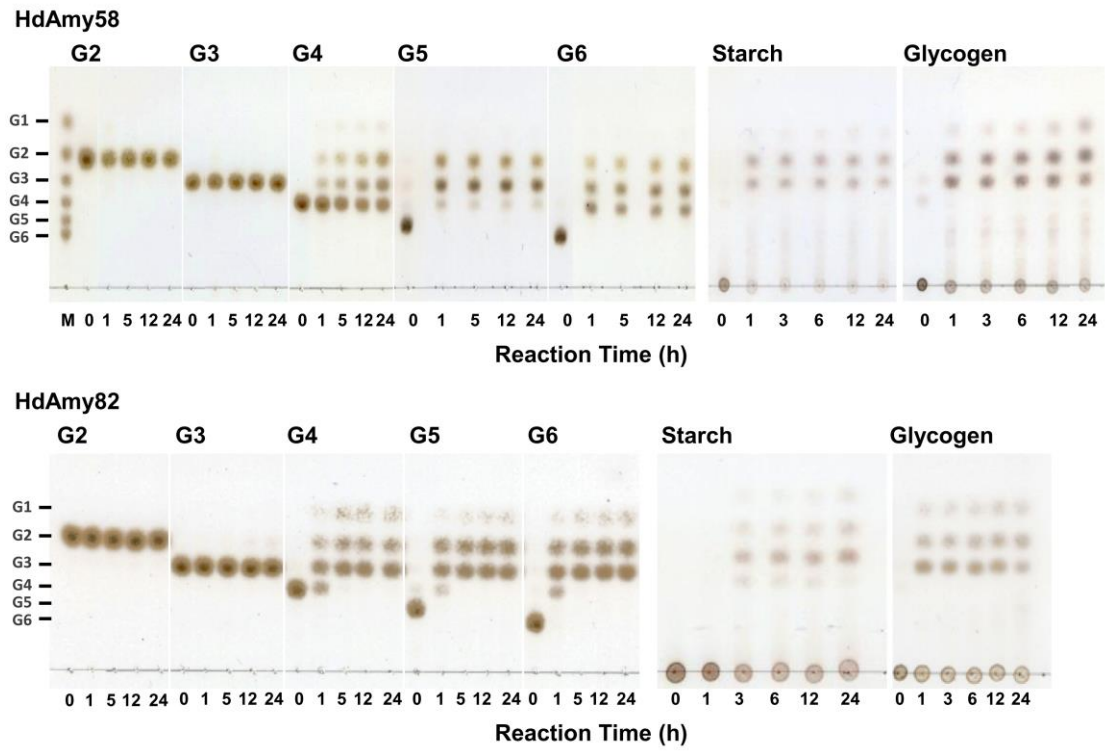 HdAmy58
G2 G3 G4 G5 G6 Starch Glycogen
G1
G2
G3
G4
G5
G6
M 0 1 5 12 24 0 1 5 12 24 0 1 5 12 24 0 1 5 12 24 0 1 5 12 24 0 1 3 6 12 24 0 1 3 6 12 24
Reaction Time (h)
HdAmy82
G2 G3 G4 G5 G6 Starch Glycogen
G1
G2
G3
G4
G5
G6
0 1 5 12 24 0 1 5 12 24 0 1 5 12 24 0 1 5 12 24 0 1 5 12 24 0 1 3 6 12 24 0 1 3 6 12 24
Reaction Time (h)